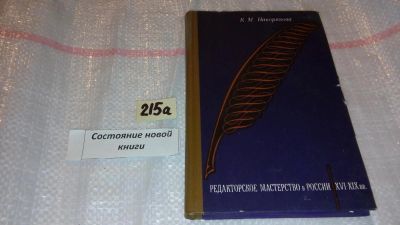 К. М. Накорякова
215а
Состояние новой
книги
РЕДАКТОРСКОЕ МАСТЕРСТВО в РОССИИ XVI-XIX вв.